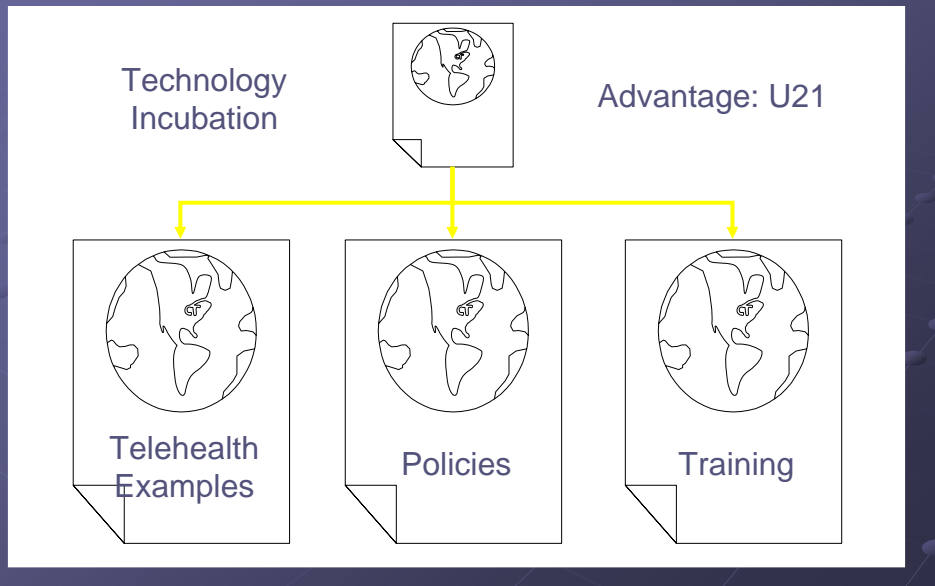 Technology
Incubation
Advantage: U21
Telehealth
Examples
Policies
Training